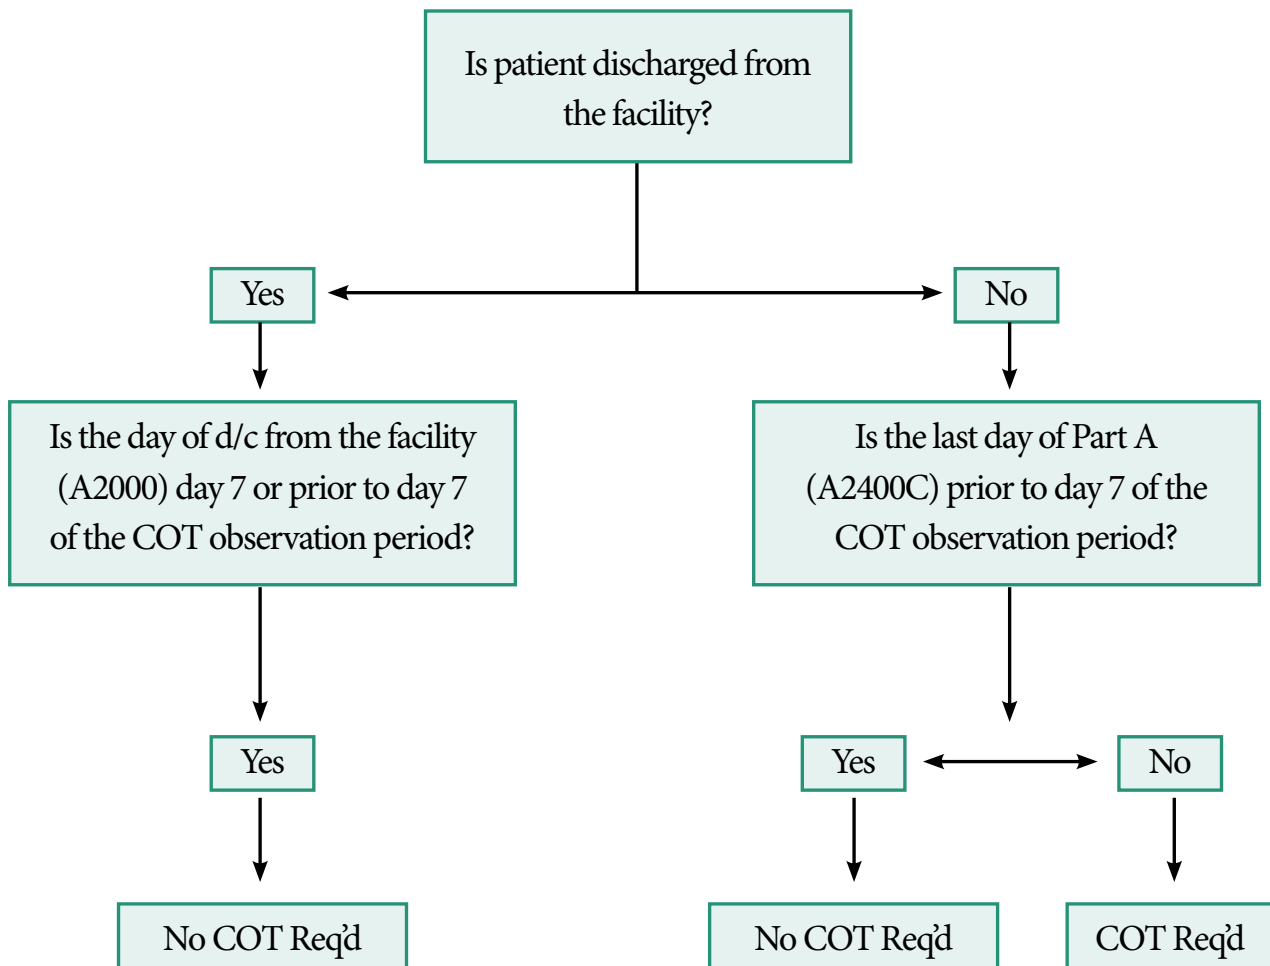 Is patient discharged from
the facility?
Yes
No
Is the day of d/c from the facility
(A2000) day 7 or prior to day 7
of the COT observation period?
Is the last day of Part A
(A2400C) prior to day 7 of the
COT observation period?
Yes
Yes
No
No COT Req'd
No COT Req'd
COT Req'd